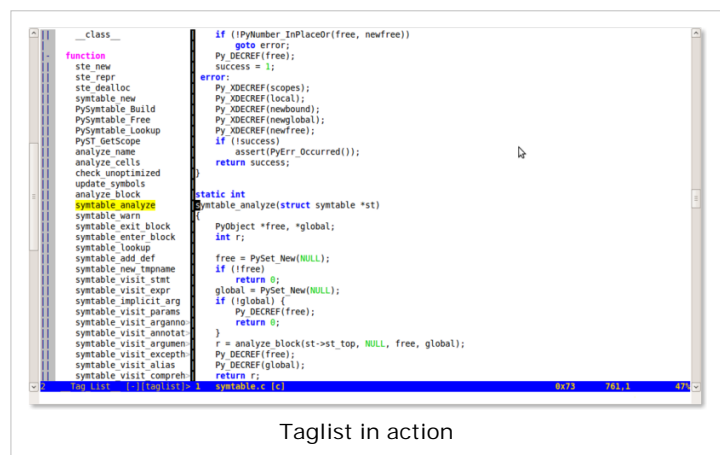 __class__
function
ste_new
ste_repr
ste_dealloc
symtable_new
PySymtable_Build
PySymtable_Free
PySymtable_Lookup
PyST_GetScope
analyze_name
analyze_cells
check_unoptimized
update_symbols
analyze_block
symtable_analyze
symtable_warn
symtable_exit_block
symtable_enter_block
symtable_lookup
symtable_add_def
symtable_new_tmpname
symtable_visit_stmt
symtable_visit_expr
symtable_implicit_arg
symtable_visit_params
symtable_visit_arganno>
symtable_visit_annotat>
symtable_visit_argumen>
symtable_visit_excepth>
symtable_visit_alias
symtable_visit_compreh>
if (!PyNumber_InPlaceOr(free, newfree))
goto error;
Py_DECREF(free);
success = 1;
error:
Py_XDECREF(scopes);
Py_XDECREF(local);
Py_XDECREF(newbound);
Py_XDECREF(newglobal);
Py_XDECREF(newfree);
if (!success)
assert(PyErr_Occurred());
return success;
}
static int
symtable_analyze(struct symtable *st)
{
PyObject *free, *global;
int r;
free = PySet_New(NULL);
if (!free)
return 0;
global = PySet_New(NULL);
if (!global) {
Py_DECREF(free);
return 0;
}
r = analyze_block(st->st_top, NULL, free, global);
Py_DECREF(free);
Py_DECREF(global);
return r;
2 __Tag_List__ [-][taglist]> 1 symtable.c [c] 0x73 761,1 47%
Taglist in action